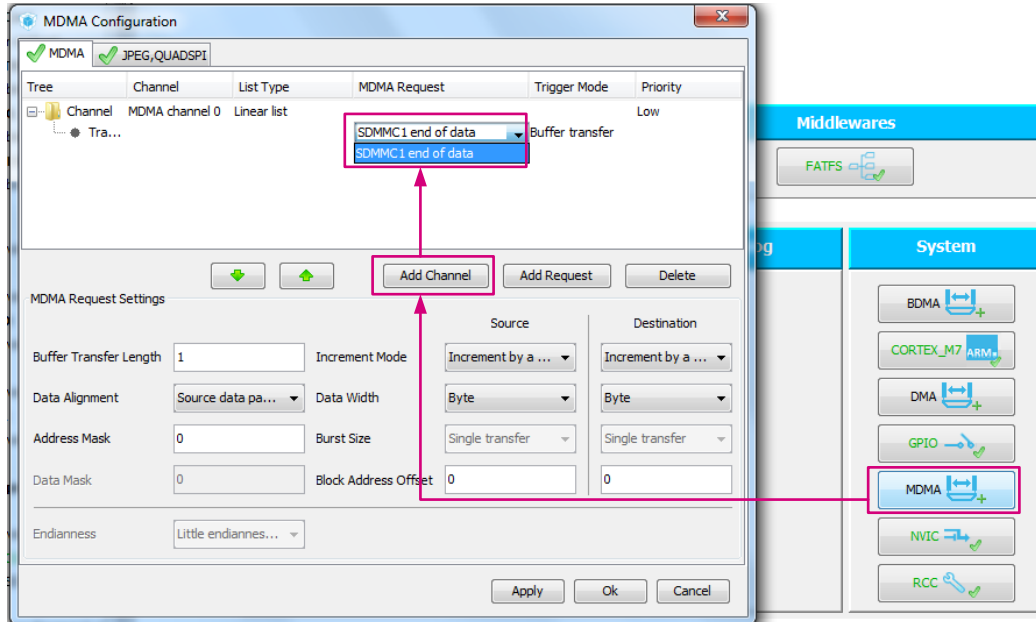 MDMA Configuration
MDMA JPEG,QUADSPI
Tree Channel List Type MDMA Request Trigger Mode Priority
Channel MDMA channel 0 Linear list Low
Tra... SDMMC1 end of data Buffer transfer
SDMMC1 end of data
Add Channel Add Request Delete
MDMA Request Settings
Source Destination
Buffer Transfer Length 1 Increment Mode Increment by a ... Increment by a ...
Data Alignment Source data pa... Data Width Byte Byte
Address Mask 0 Burst Size Single transfer Single transfer
Data Mask 0 Block Address Offset 0 0
Endianness Little endiannes...
Apply Ok Cancel
Middlewares
FATFS
og System
BDMA
CORTEX_M7 ARM
DMA
GPIO
MDMA
NVIC
RCC